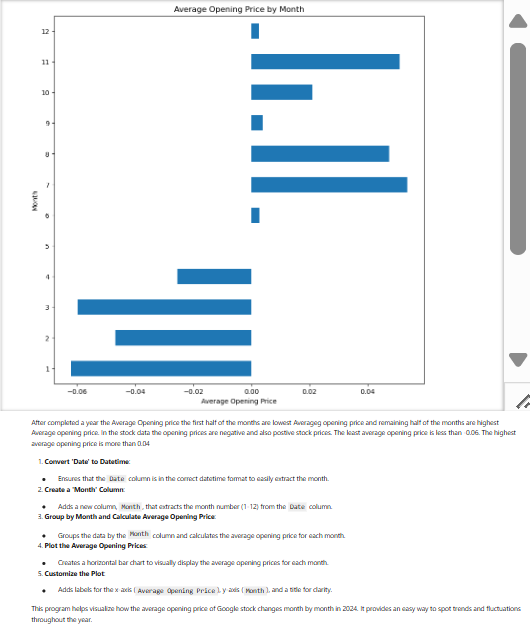 Average Opening Price by Month
12
11
10
9
8
7
6
5
4
3
2
1
Month
−0.06 −0.04 −0.02 0.00 0.02 0.04
Average Opening Price
After completed a year the Average Opening price the first half of the months are lowest Averageg opening price and remaining half of the months are highest
Average opening price. In the stock data the opening prices are negative and also postive stock prices. The least average opening price is less than -0.06. The highest
average opening price is more than 0.04
1. Convert 'Date' to Datetime:
• Ensures that the Date column is in the correct datetime format to easily extract the month.
2. Create a 'Month' Column:
• Adds a new column, Month, that extracts the month number (1-12) from the Date column.
3. Group by Month and Calculate Average Opening Price:
• Groups the data by the Month column and calculates the average opening price for each month.
4. Plot the Average Opening Prices:
• Creates a horizontal bar chart to visually display the average opening prices for each month.
5. Customize the Plot:
• Adds labels for the x-axis (Average Opening Price), y-axis (Month), and a title for clarity.
This program helps visualize how the average opening price of Google stock changes month by month in 2024. It provides an easy way to spot trends and fluctuations
throughout the year.